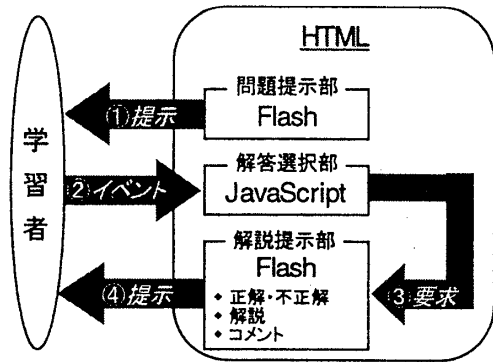 HTML
問題提示部
Flash
①提示
学習者
②イベント
解答選択部
JavaScript
解説提示部
Flash
◆ 正解・不正解
◆ 解説
◆ コメント
③要求
④提示